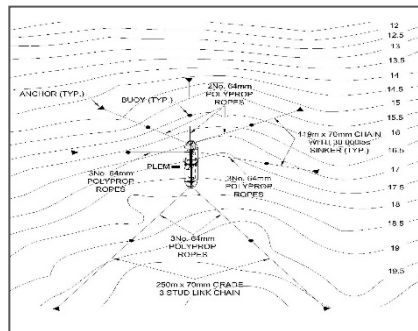 12
12.5
13
13.5
14
14.5
15
15.5
16
16.5
17
17.5
18
18.5
19
19.5
2No. 64mm
POLYPROP
ROPES
ANCHOR (TYP.)
BUOY (TYP.)
119m x 70mm CHAIN
WITH
SINKER (TYP.)
PLEM
3No. 64mm
POLYPROP
ROPES
3No. 64mm
POLYPROP
ROPES
3No. 64mm
POLYPROP
ROPES
250m x 70mm GRADE
3 STUD LINK CHAIN